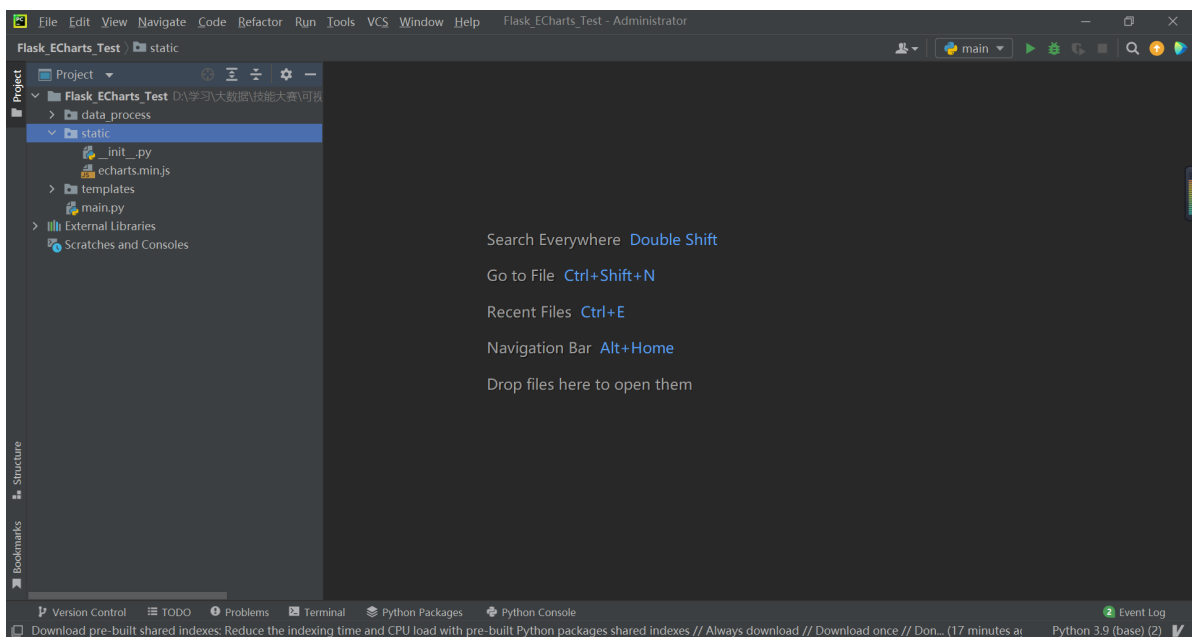 PC File Edit View Navigate Code Refactor Run Tools VCS Window Help Flask_ECharts_Test - Administrator
Flask_ECharts_Test static main
Project
Project
Flask_ECharts_Test D:\学习\大数据\技能大赛\可视
data_process
static
__init__.py
JS echarts.min.js
templates
main.py
External Libraries
Scratches and Consoles
Search Everywhere Double Shift
Go to File Ctrl+Shift+N
Recent Files Ctrl+E
Navigation Bar Alt+Home
Drop files here to open them
Structure
Bookmarks
Version Control TODO Problems Terminal Python Packages Python Console 2 Event Log
Download pre-built shared indexes: Reduce the indexing time and CPU load with pre-built Python packages shared indexes // Always download // Download once // Don... (17 minutes ac Python 3.9 (base) (2)